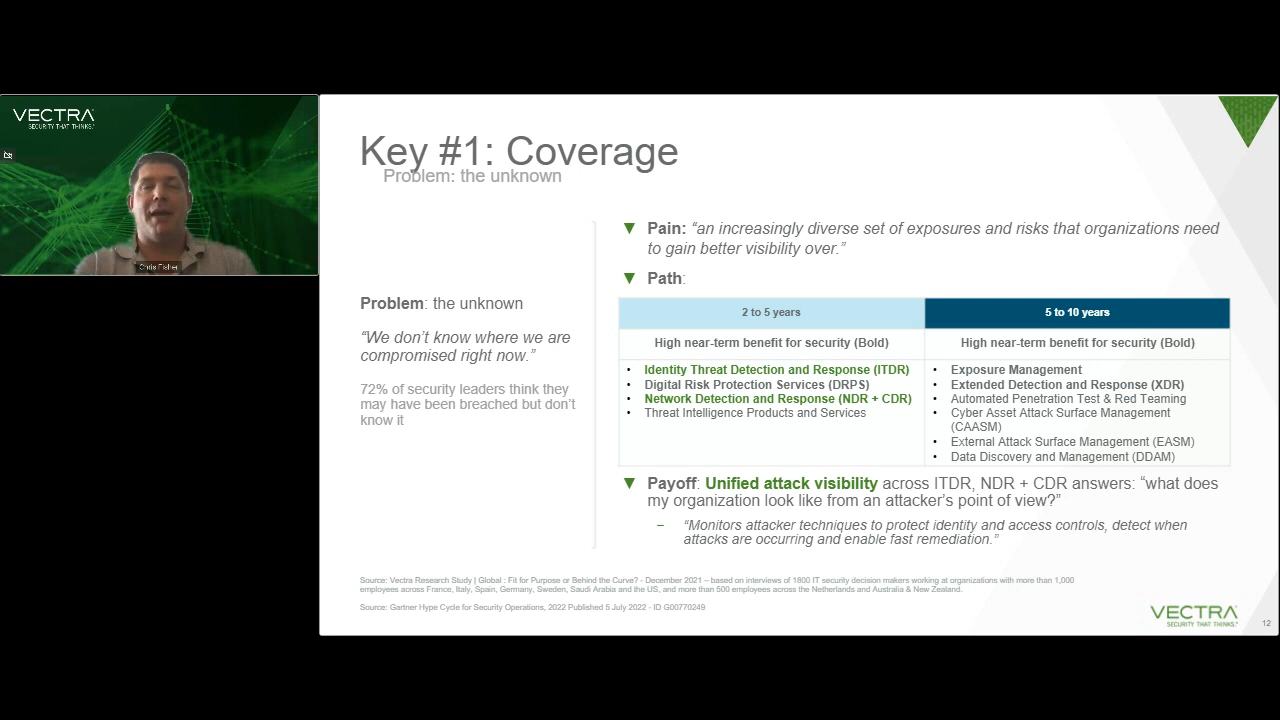 VECTRA
SECURITY THAT THINKS.
Chris Fisher
Key #1: Coverage
Problem: the unknown
Problem: the unknown
“We don’t know where we are
compromised right now.”
72% of security leaders think they
may have been breached but don’t
know it
▼ Pain: “an increasingly diverse set of exposures and risks that organizations need
to gain better visibility over.”
▼ Path:
2 to 5 years
High near-term benefit for security (Bold)
• Identity Threat Detection and Response (ITDR)
• Digital Risk Protection Services (DRPS)
• Network Detection and Response (NDR + CDR)
• Threat Intelligence Products and Services
5 to 10 years
High near-term benefit for security (Bold)
• Exposure Management
• Extended Detection and Response (XDR)
• Automated Penetration Test & Red Teaming
• Cyber Asset Attack Surface Management
(CAASM)
• External Attack Surface Management (EASM)
• Data Discovery and Management (DDAM)
▼ Payoff: Unified attack visibility across ITDR, NDR + CDR answers: “what does
my organization look like from an attacker’s point of view?”
– “Monitors attacker techniques to protect identity and access controls, detect when
attacks are occurring and enable fast remediation.”
Source: Vectra Research Study | Global : Fit for Purpose or Behind the Curve? - December 2021 – based on interviews of 1800 IT security decision makers working at organizations with more than 1,000
employees across France, Italy, Spain, Germany, Sweden, Saudi Arabia and the US, and more than 500 employees across the Netherlands and Australia & New Zealand.
Source: Gartner Hype Cycle for Security Operations, 2022 Published 5 July 2022 - ID G00770249
VECTRA
SECURITY THAT THINKS.
12